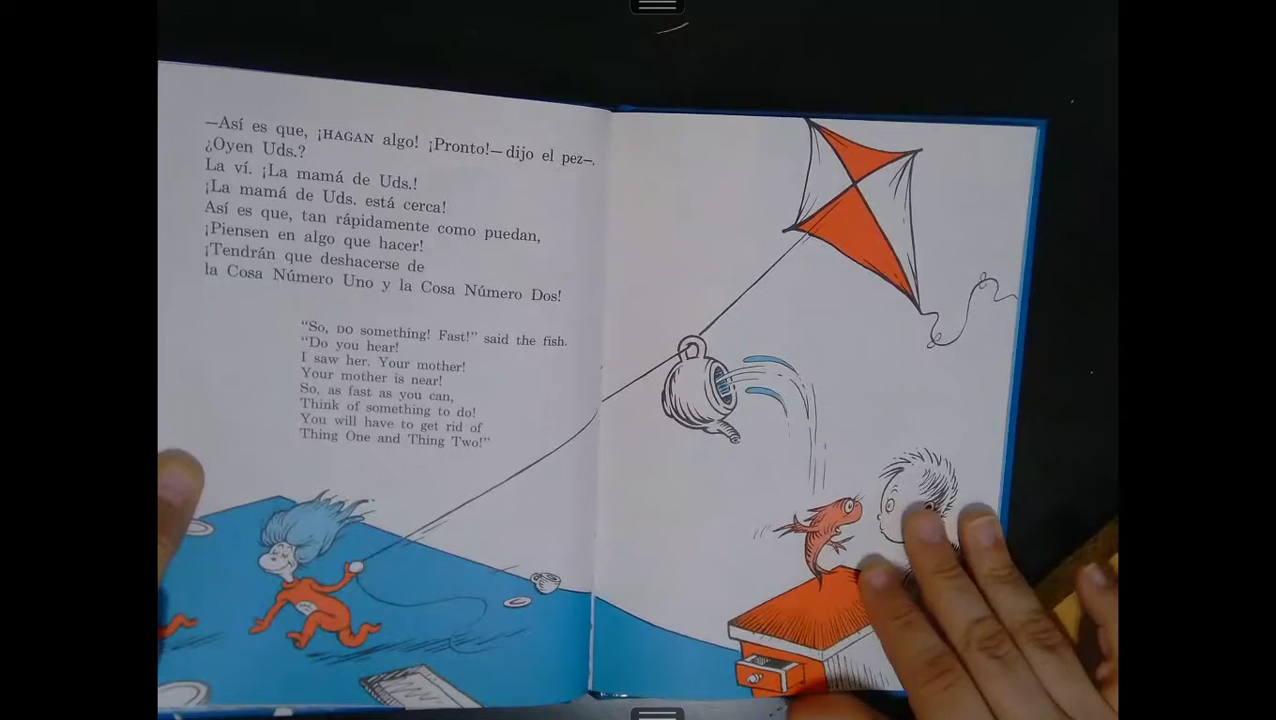 —Así es que, ¡HAGAN algo! ¡Pronto!—dijo el pez—.
¿Oyen Uds.?
La ví. ¡La mamá de Uds.!
¡La mamá de Uds. está cerca!
Así es que, tan rápidamente como puedan,
¡Piensen en algo que hacer!
¡Tendrán que deshacerse de
la Cosa Número Uno y la Cosa Número Dos!
“So, DO something! Fast!” said the fish.
“Do you hear!
I saw her. Your mother!
Your mother is near!
So, as fast as you can,
Think of something to do!
You will have to get rid of
Thing One and Thing Two!”